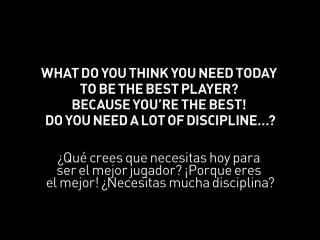 WHAT DO YOU THINK YOU NEED TODAY
TO BE THE BEST PLAYER?
BECAUSE YOU'RE THE BEST!
DO YOU NEED A LOT OF DISCIPLINE...?
¿Qué crees que necesitas hoy para
ser el mejor jugador? ¡Porque eres
el mejor! ¿Necesitas mucha disciplina?